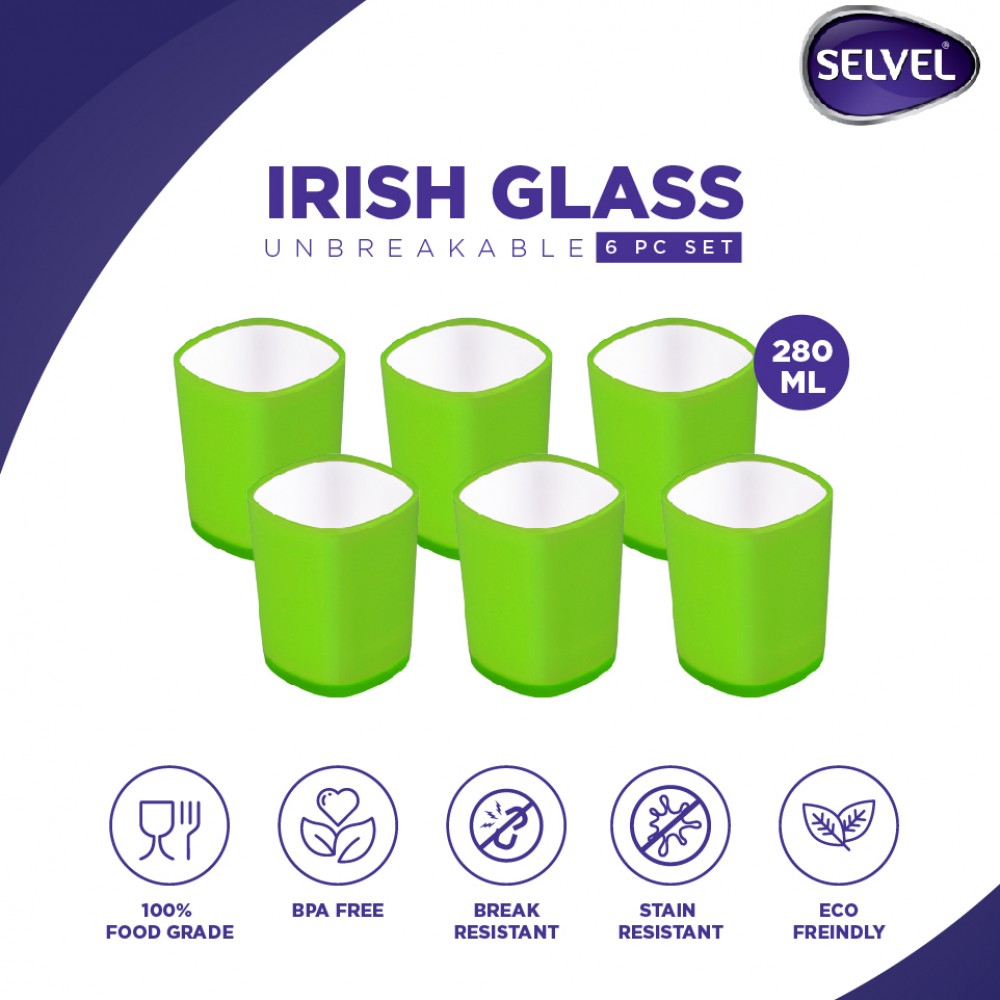 SELVEL®
IRISH GLASS
UNBREAKABLE 6 PC SET
280
ML
100%
FOOD GRADE
BPA FREE
BREAK
RESISTANT
STAIN
RESISTANT
ECO
FREINDLY